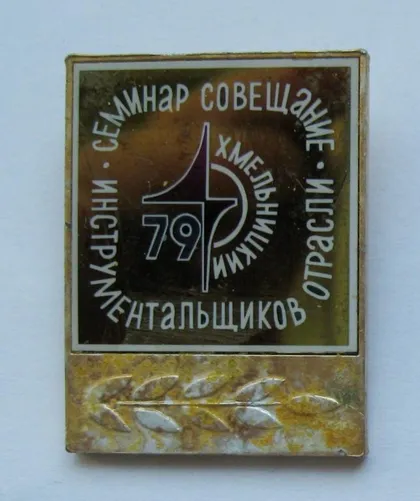 СЕМИНАР СОВЕЩАНИЕ · ИНСТРУМЕНТАЛЬЩИКОВ ОТРАСЛИ ·
ХМЕЛЬНИЦКИЙ
79